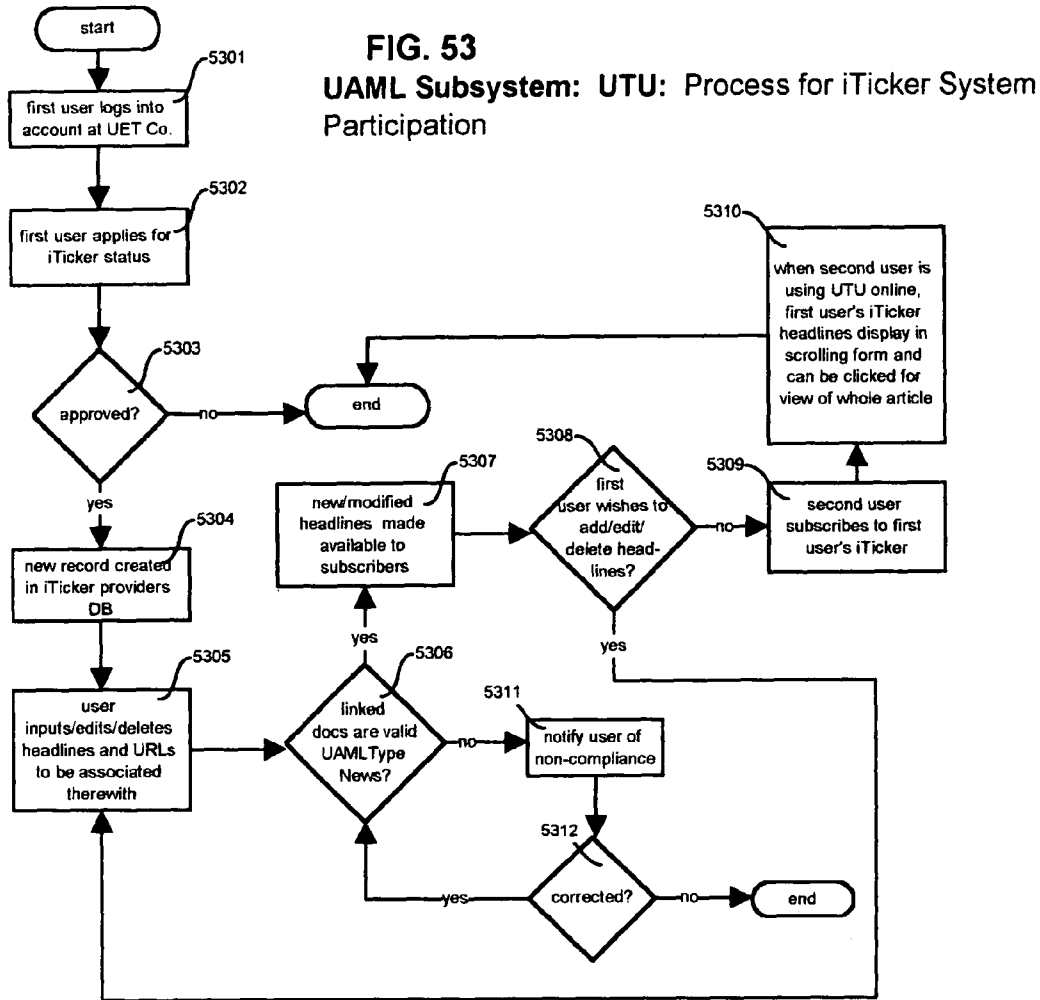 start
FIG. 53
UAML Subsystem: UTU: Process for iTicker System
Participation
5301
first user logs into
account at UET Co.
5302
first user applies for
iTicker status
5303
approved?
no
end
yes
5304
new record created
in iTicker providers
DB
5305
user
inputs/edits/deletes
headlines and URLs
to be associated
therewith
5306
linked
docs are valid
UAMLType
News?
yes
5307
new/modified
headlines made
available to
subscribers
5308
first
user wishes to
add/edit/
delete head-
lines?
no
yes
5309
second user
subscribes to first
user's iTicker
5310
when second user is
using UTU online,
first user's iTicker
headlines display in
scrolling form and
can be clicked for
view of whole article
no
5311
notify user of
non-compliance
5312
corrected?
yes
no
end